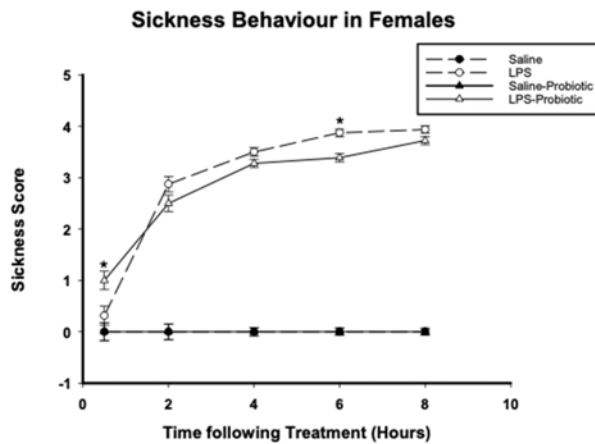 Sickness Behaviour in Females
Saline
LPS
Saline-Probiotic
LPS-Probiotic
5
4
3
2
1
0
-1
Sickness Score
★
★
0
2
4
6
8
10
Time following Treatment (Hours)